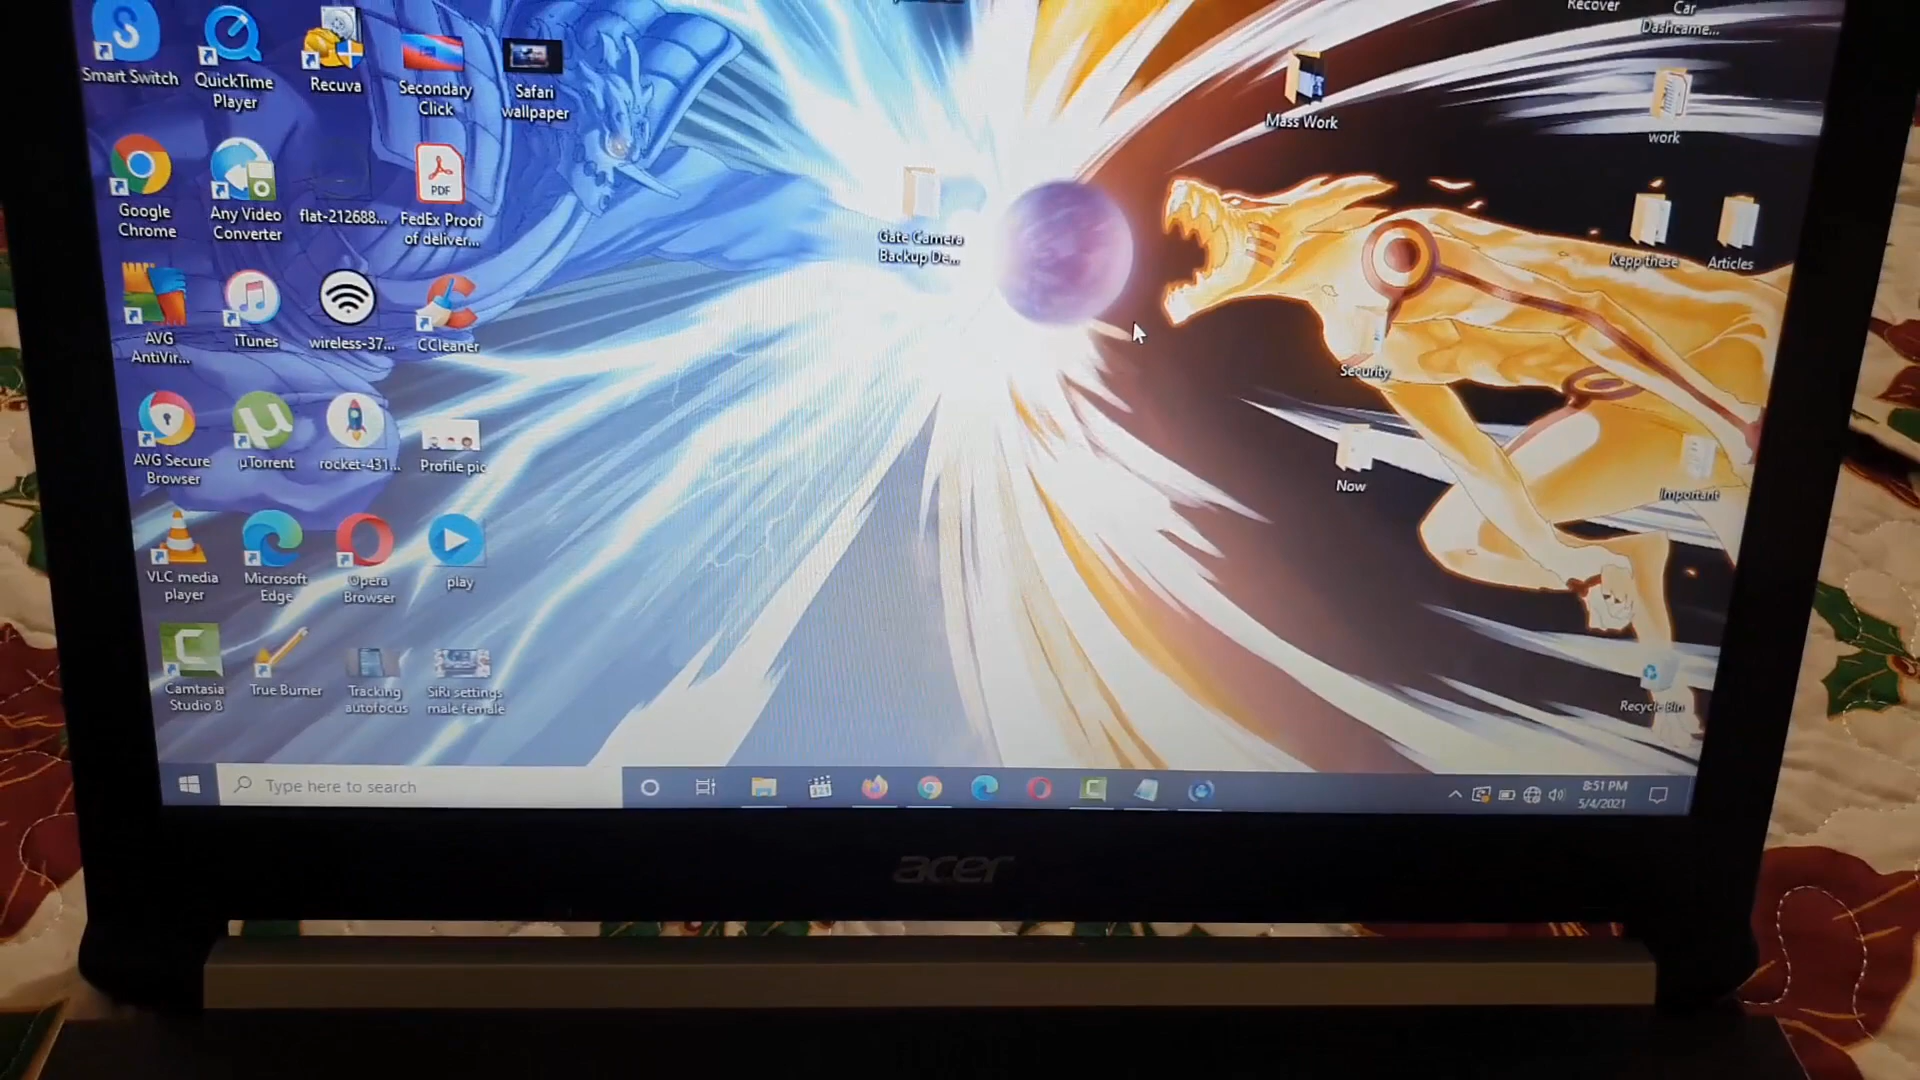 Recover
Car
Dashcame...
Smart Switch
QuickTime
Player
Recuva
Secondary
Click
Safari
wallpaper
Mass Work
work
Google
Chrome
Any Video
Converter
flat-212688...
PDF
FedEx Proof
of deliver...
Gate Camera
Backup De...
Kepp these
Articles
AVG
AntiVir...
iTunes
wireless-37...
CCleaner
Security
AVG Secure
Browser
µTorrent
rocket-431...
Profile pic
Now
Important
VLC media
player
Microsoft
Edge
Opera
Browser
play
Camtasia
Studio 8
True Burner
Tracking
autofocus
SiRi settings
male female
Recycle Bin
Type here to search
321
8:51 PM
5/4/2021
acer